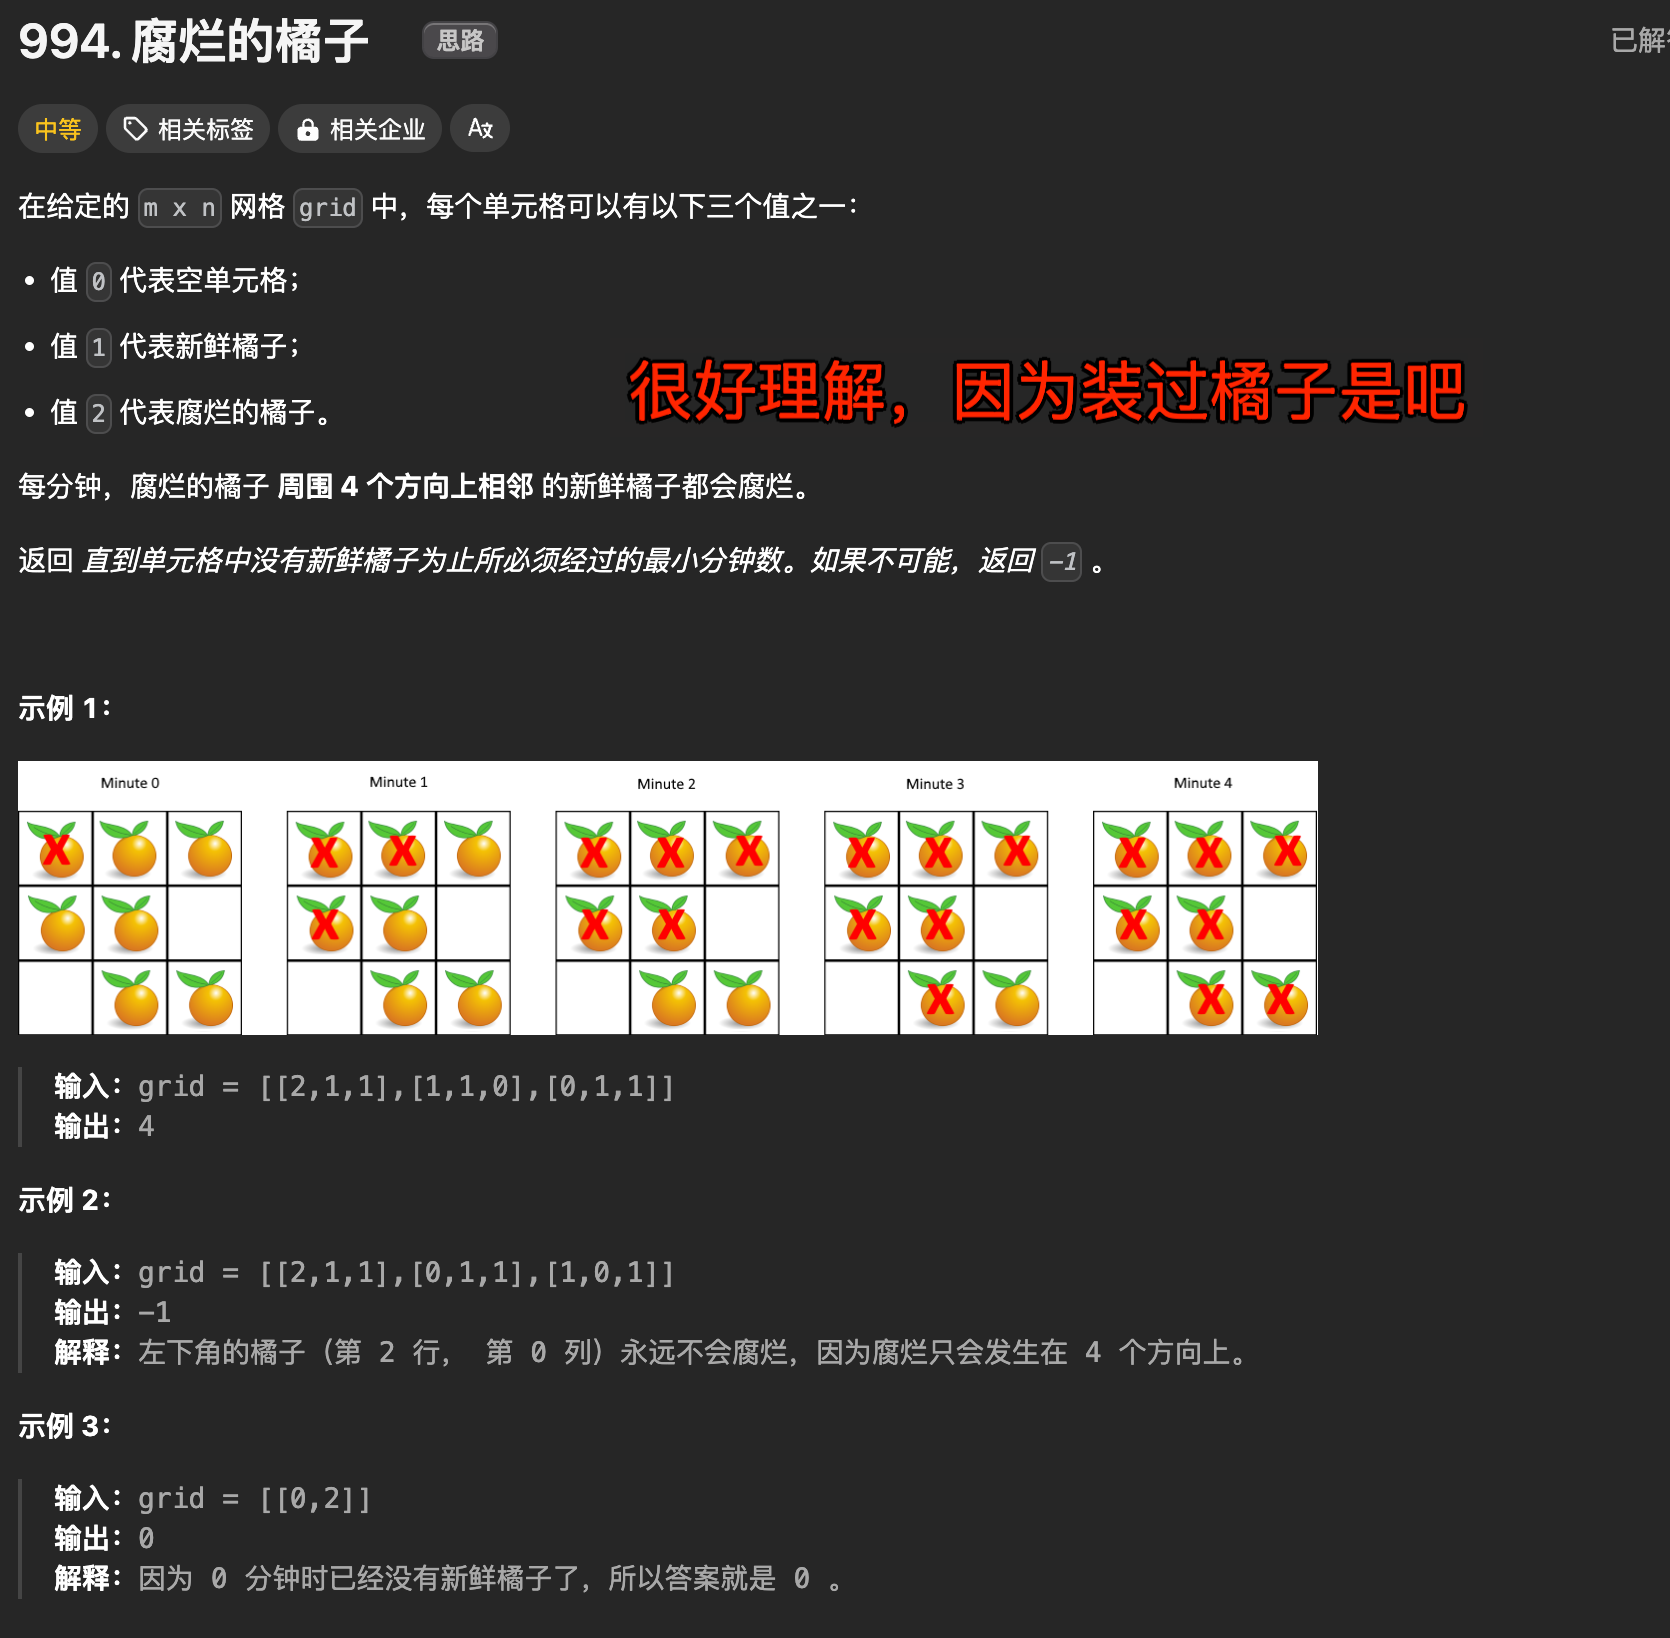 994. 腐烂的橘子 思路 已解
中等 相关标签 相关企业 A文
在给定的 m x n 网格 grid 中，每个单元格可以有以下三个值之一：
• 值 0 代表空单元格；
• 值 1 代表新鲜橘子；
很好理解，因为装过橘子是吧
• 值 2 代表腐烂的橘子。
每分钟，腐烂的橘子 周围 4 个方向上相邻 的新鲜橘子都会腐烂。
返回 直到单元格中没有新鲜橘子为止所必须经过的最小分钟数。如果不可能，返回 -1 。
示例 1：
Minute 0 Minute 1 Minute 2 Minute 3 Minute 4
输入：grid = [[2,1,1],[1,1,0],[0,1,1]]
输出：4
示例 2：
输入：grid = [[2,1,1],[0,1,1],[1,0,1]]
输出：-1
解释：左下角的橘子（第 2 行， 第 0 列）永远不会腐烂，因为腐烂只会发生在 4 个方向上。
示例 3：
输入：grid = [[0,2]]
输出：0
解释：因为 0 分钟时已经没有新鲜橘子了，所以答案就是 0 。